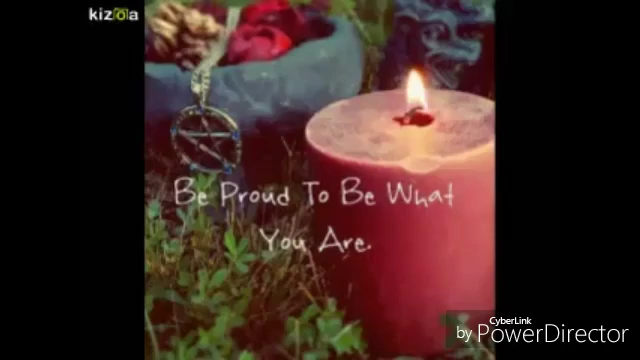 kizoa
Be Proud To Be What
You Are.
CyberLink
by PowerDirector